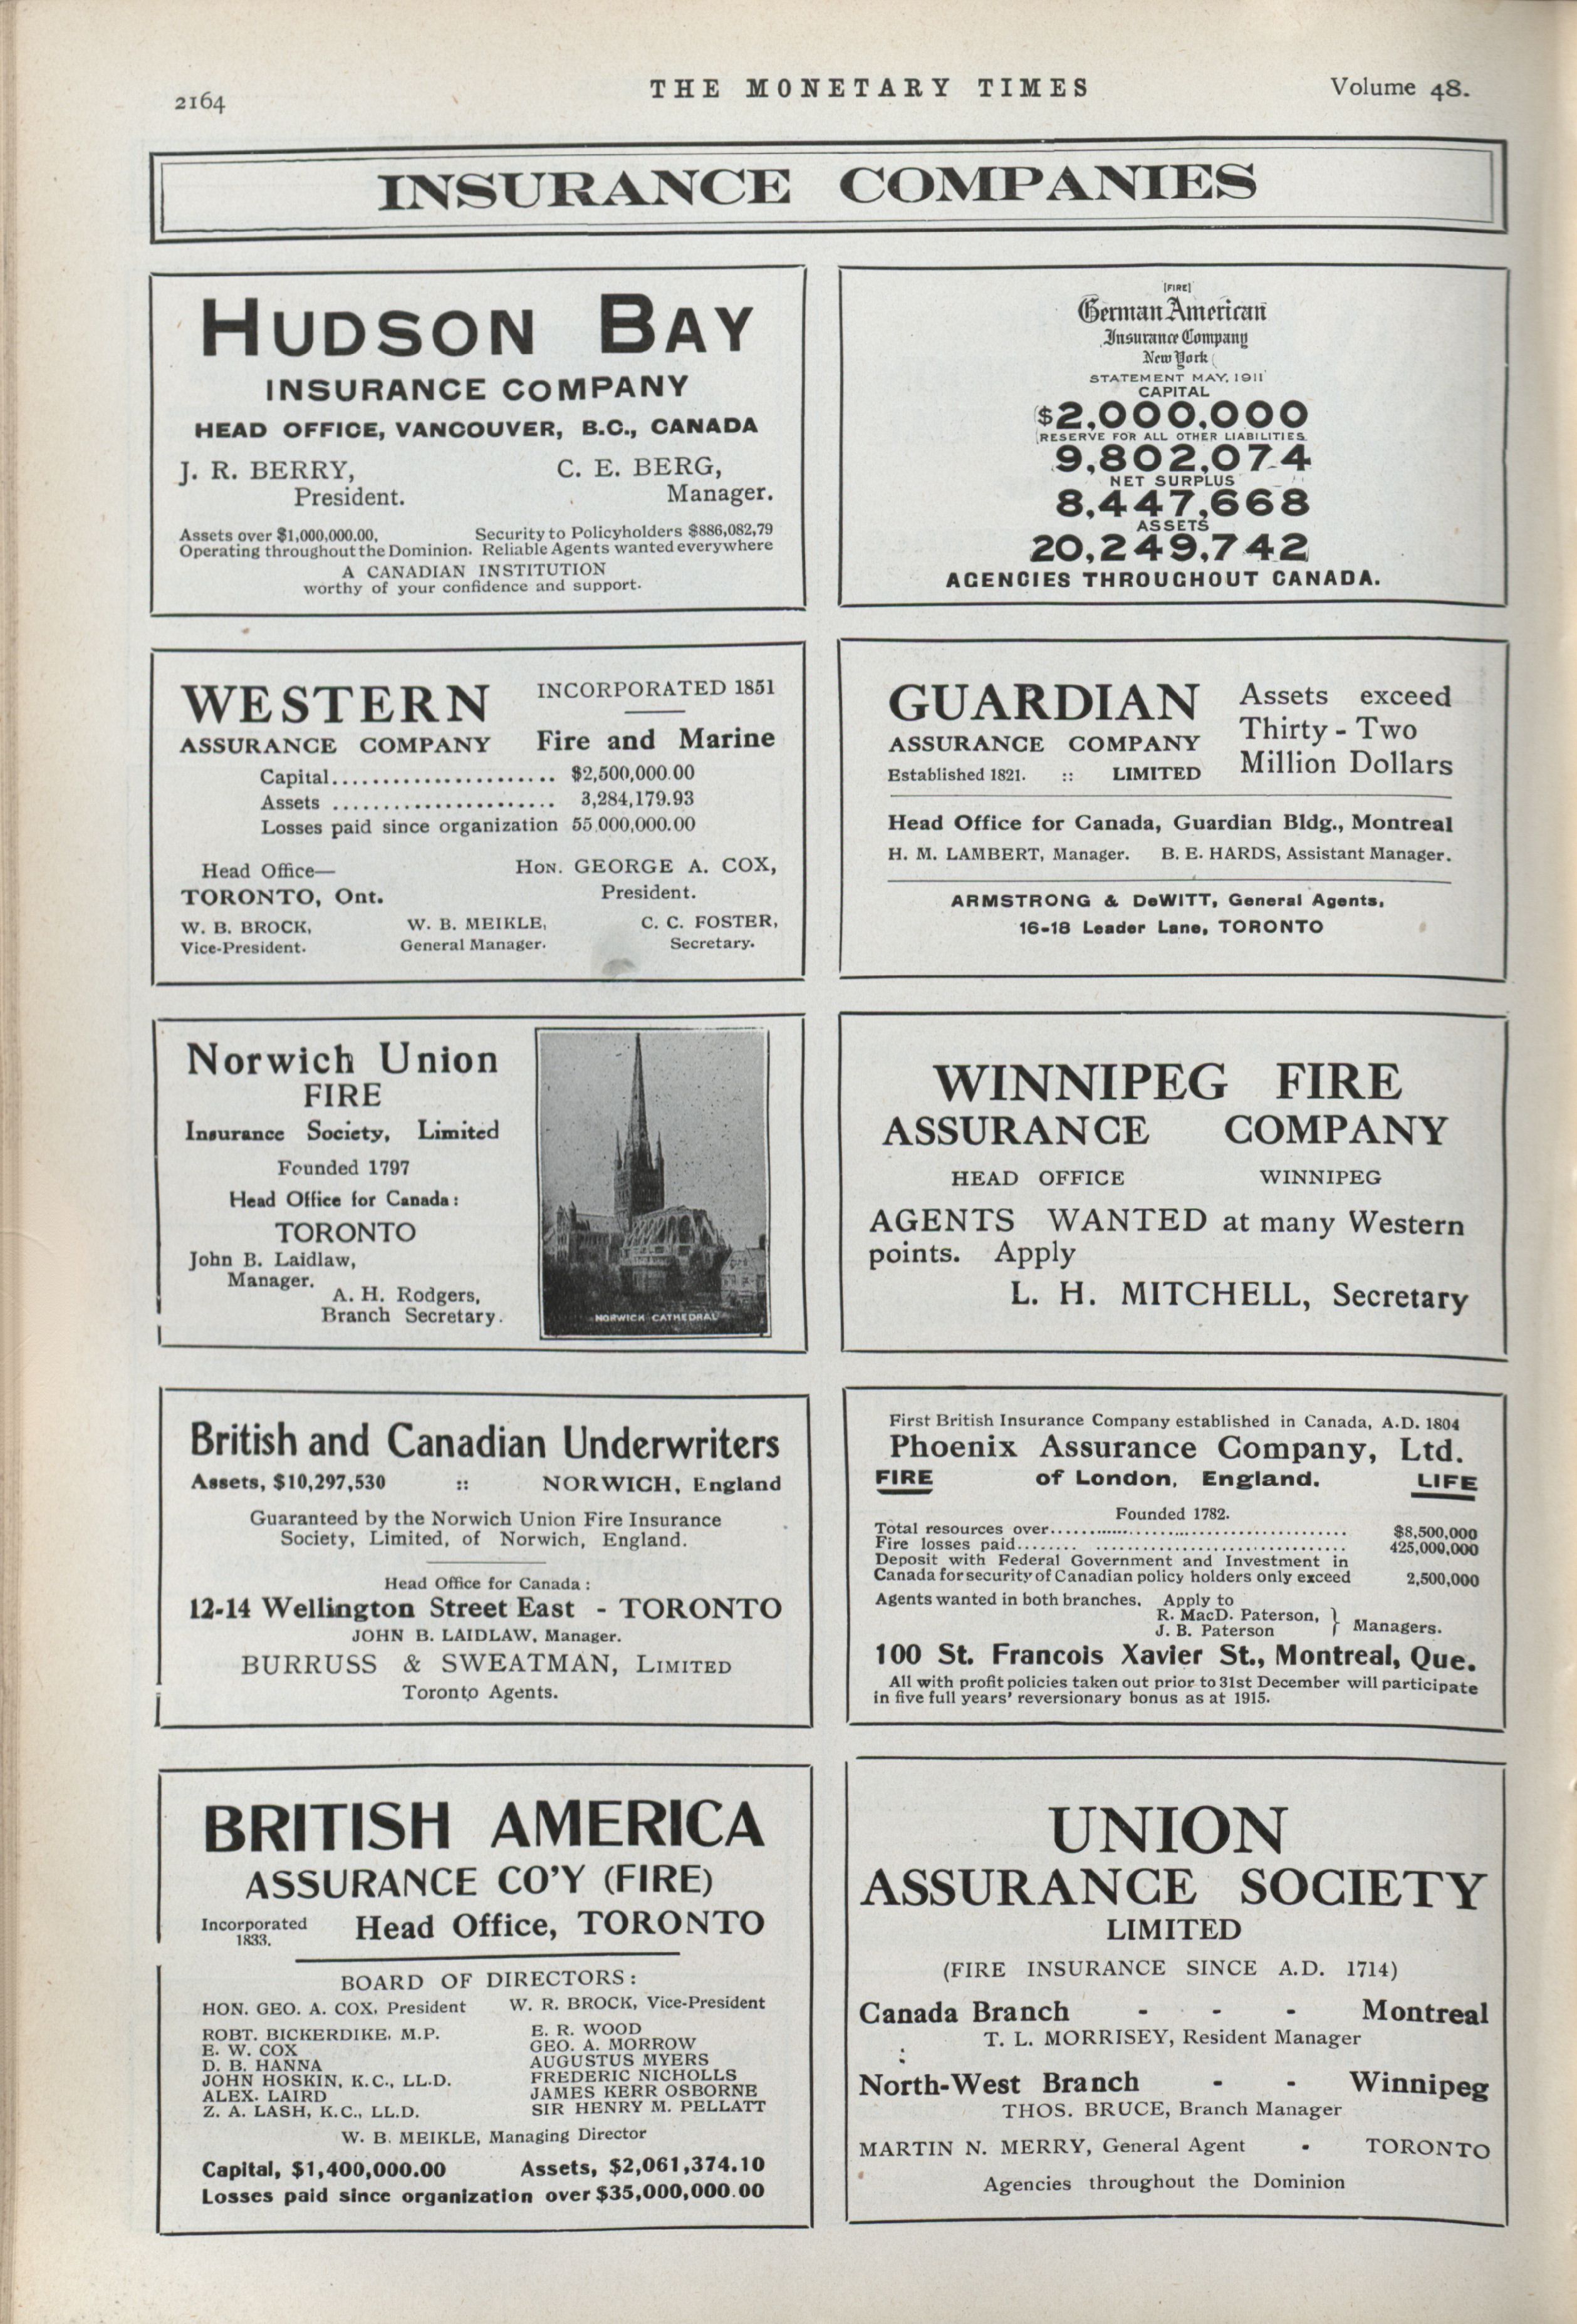 2164
THE MONETARY TIMES
Volume 48.
INSURANCE COMPANIES
HUDSON BAY
INSURANCE COMPANY
HEAD OFFICE, VANCOUVER, B.C., CANADA
J. R. BERRY,
President.
C. E. BERG,
Manager.
Assets over $1,000,000.00, Security to Policyholders $886,082,79
Operating throughout the Dominion. Reliable Agents wanted everywhere
A CANADIAN INSTITUTION
worthy of your confidence and support.
(FIRE)
German American
Insurance Company
New York
STATEMENT MAY, 1911
CAPITAL
$2,000,000
RESERVE FOR ALL OTHER LIABILITIES
9,802,074
NET SURPLUS
8,447,668
ASSETS
20,249,742
AGENCIES THROUGHOUT CANADA.
WESTERN
ASSURANCE COMPANY
INCORPORATED 1851
Fire and Marine
Capital...................... $2,500,000.00
Assets ...................... 3,284,179.93
Losses paid since organization 55,000,000.00
Head Office—
TORONTO, Ont.
HON. GEORGE A. COX,
President.
W. B. BROCK,
Vice-President.
W. B. MEIKLE,
General Manager.
C. C. FOSTER,
Secretary.
GUARDIAN
ASSURANCE COMPANY
Established 1821. :: LIMITED
Assets exceed
Thirty - Two
Million Dollars
Head Office for Canada, Guardian Bldg., Montreal
H. M. LAMBERT, Manager. B. E. HARDS, Assistant Manager.
ARMSTRONG & DeWITT, General Agents,
16-18 Leader Lane, TORONTO
Norwich Union
FIRE
Insurance Society, Limited
Founded 1797
Head Office for Canada:
TORONTO
John B. Laidlaw,
Manager.
A. H. Rodgers,
Branch Secretary.
NORWICH CATHEDRAL
WINNIPEG FIRE
ASSURANCE COMPANY
HEAD OFFICE WINNIPEG
AGENTS WANTED at many Western
points. Apply
L. H. MITCHELL, Secretary
British and Canadian Underwriters
Assets, $10,297,530 :: NORWICH, England
Guaranteed by the Norwich Union Fire Insurance
Society, Limited, of Norwich, England.
Head Office for Canada:
12-14 Wellington Street East - TORONTO
JOHN B. LAIDLAW, Manager.
BURRUSS & SWEATMAN, LIMITED
Toronto Agents.
First British Insurance Company established in Canada, A.D. 1804
Phoenix Assurance Company, Ltd.
FIRE of London, England. LIFE
Founded 1782.
Total resources over........................................ $8,500,000
Fire losses paid........ ............................... 425,000,000
Deposit with Federal Government and Investment in
Canada for security of Canadian policy holders only exceed 2,500,000
Agents wanted in both branches. Apply to
R. MacD. Paterson,
J. B. Paterson } Managers.
100 St. Francois Xavier St., Montreal, Que.
All with profit policies taken out prior to 31st December will participate
in five full years' reversionary bonus as at 1915.
BRITISH AMERICA
ASSURANCE CO'Y (FIRE)
Incorporated
1833.
Head Office, TORONTO
BOARD OF DIRECTORS:
HON. GEO. A. COX, President W. R. BROCK, Vice-President
ROBT. BICKERDIKE, M.P.
E. W. COX
D. B. HANNA
JOHN HOSKIN, K.C., LL.D.
ALEX. LAIRD
Z. A. LASH, K.C., LL.D.
E. R. WOOD
GEO. A. MORROW
AUGUSTUS MYERS
FREDERIC NICHOLLS
JAMES KERR OSBORNE
SIR HENRY M. PELLATT
W. B. MEIKLE, Managing Director
Capital, $1,400,000.00 Assets, $2,061,374.10
Losses paid since organization over $35,000,000.00
UNION
ASSURANCE SOCIETY
LIMITED
(FIRE INSURANCE SINCE A.D. 1714)
Canada Branch - - - Montreal
T. L. MORRISEY, Resident Manager
North-West Branch - - Winnipeg
THOS. BRUCE, Branch Manager
MARTIN N. MERRY, General Agent - TORONTO
Agencies throughout the Dominion